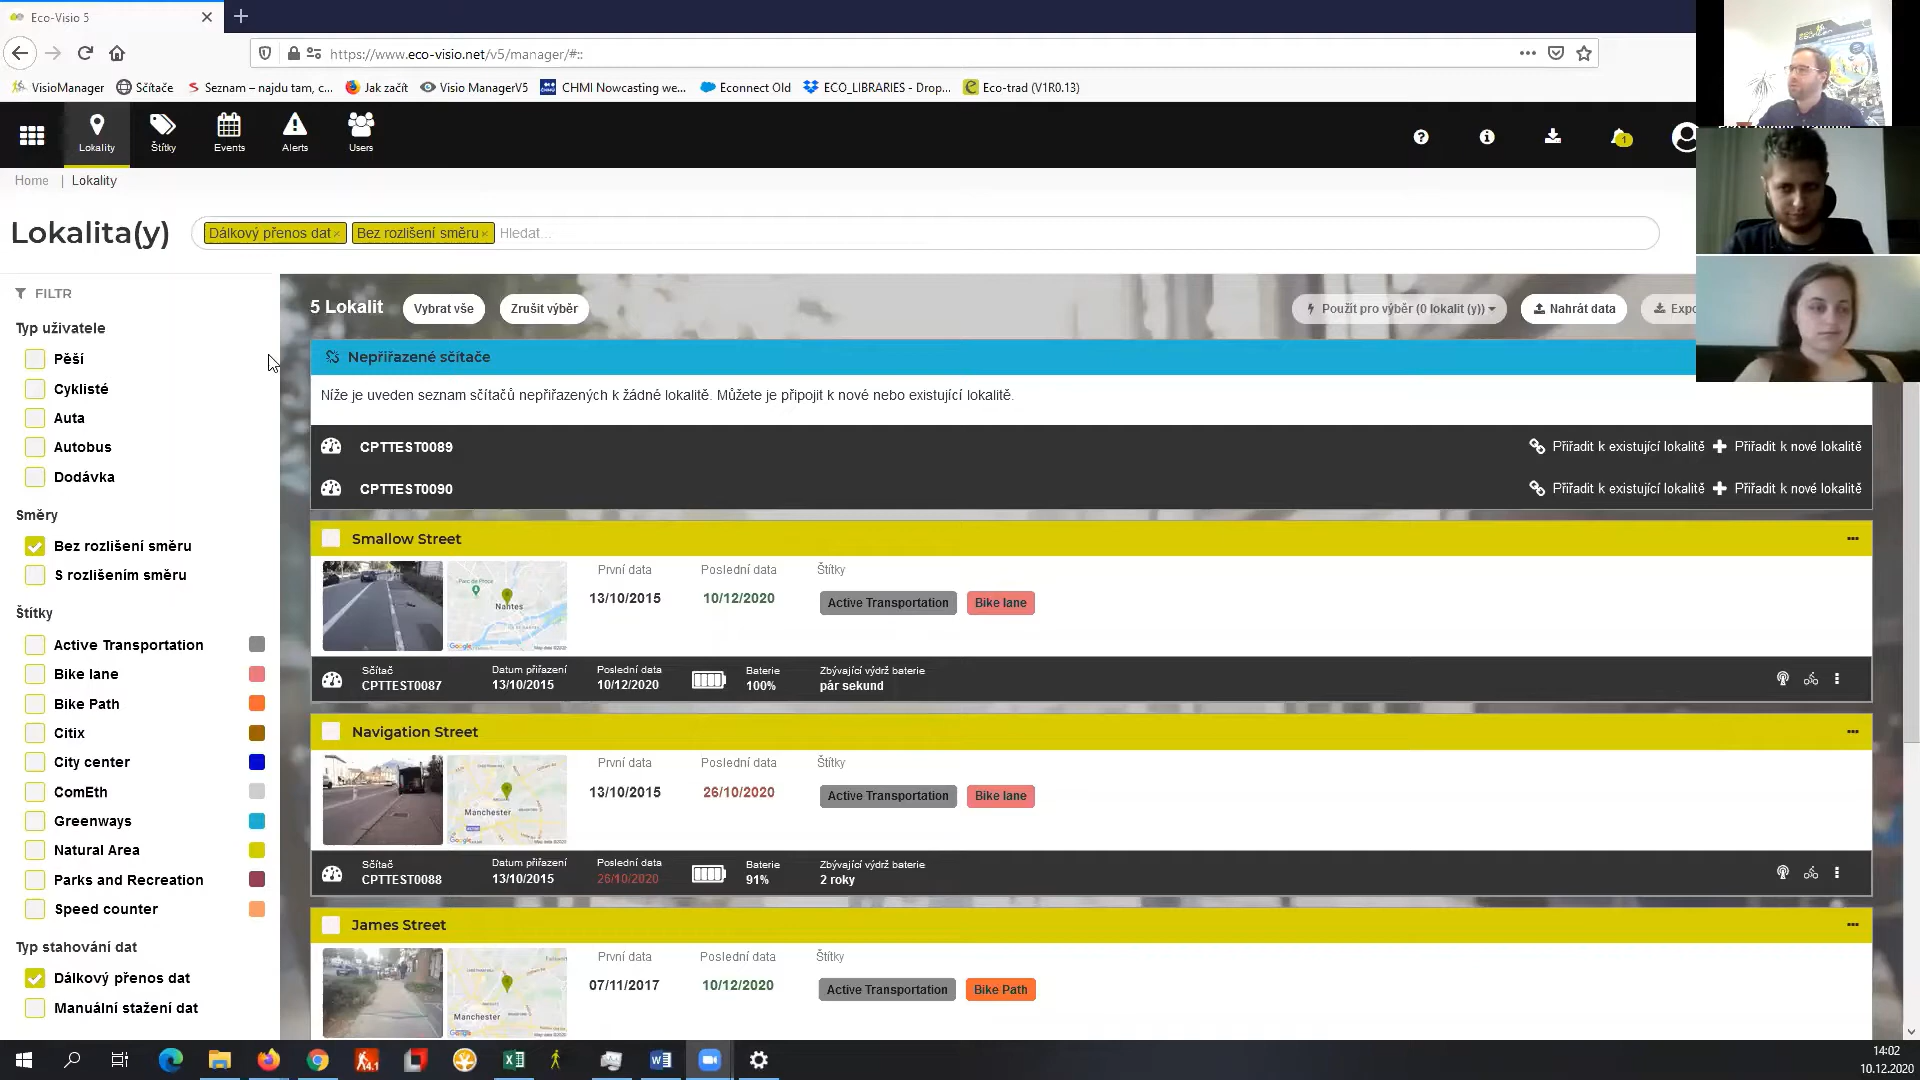 Eco-Visio 5
https://www.eco-visio.net/v5/manager/#::
VisioManager
Sčítače
Seznam – najdu tam, c...
Jak začít
Visio ManagerV5
CHMI Nowcasting we...
Econnect Old
ECO_LIBRARIES - Drop...
Eco-trad (V1R0.13)
Lokality
Štítky
Events
Alerts
Users
1
Home | Lokality
Lokalita(y)
Dálkový přenos dat×
Bez rozlišení směru×
Hledat...
FILTR
Typ uživatele
Pěší
Cyklisté
Auta
Autobus
Dodávka
Směry
Bez rozlišení směru
S rozlišením směru
Štítky
Active Transportation
Bike lane
Bike Path
Citix
City center
ComEth
Greenways
Natural Area
Parks and Recreation
Speed counter
Typ stahování dat
Dálkový přenos dat
Manuální stažení dat
5 Lokalit
Vybrat vše
Zrušit výběr
Použít pro výběr (0 lokalit (y))
Nahrát data
Expo
Nepřiřazené sčítače
Níže je uveden seznam sčítačů nepřiřazených k žádné lokalitě. Můžete je připojit k nové nebo existující lokalitě.
CPTTEST0089
Přiřadit k existující lokalitě
Přiřadit k nové lokalitě
CPTTEST0090
Přiřadit k existující lokalitě
Přiřadit k nové lokalitě
Smallow Street
První data
Poslední data
Štítky
13/10/2015
10/12/2020
Active Transportation
Bike lane
Nantes
Google
Sčítač
Datum přiřazení
Poslední data
Baterie
Zbývající výdrž baterie
CPTTEST0087
13/10/2015
10/12/2020
100%
pár sekund
Navigation Street
První data
Poslední data
Štítky
13/10/2015
26/10/2020
Active Transportation
Bike lane
Manchester
Google
Sčítač
Datum přiřazení
Poslední data
Baterie
Zbývající výdrž baterie
CPTTEST0088
13/10/2015
26/10/2020
91%
2 roky
James Street
První data
Poslední data
Štítky
07/11/2017
10/12/2020
Active Transportation
Bike Path
Manchester
Google
14:02
10.12.2020